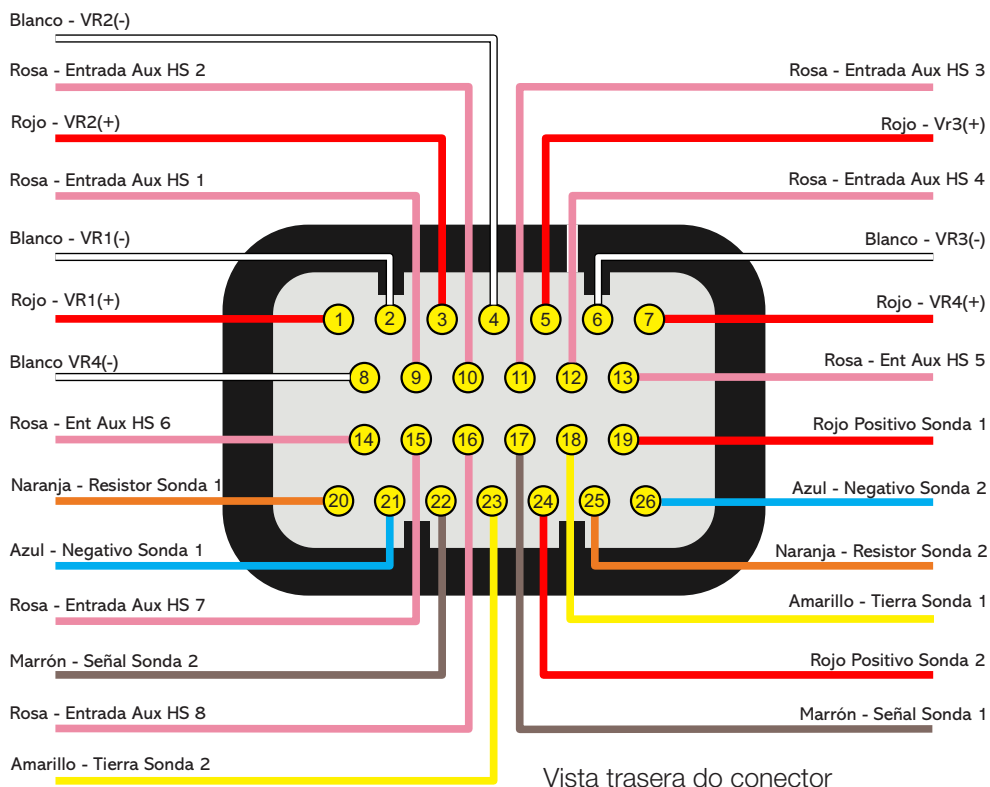 Blanco - VR2(-)
Rosa - Entrada Aux HS 2
Rosa - Entrada Aux HS 3
Rojo - VR2(+)
Rojo - Vr3(+)
Rosa - Entrada Aux HS 1
Rosa - Entrada Aux HS 4
Blanco - VR1(-)
Blanco - VR3(-)
Rojo - VR1(+)
Rojo - VR4(+)
1 2 3 4 5 6 7
Blanco VR4(-)
Rosa - Ent Aux HS 5
8 9 10 11 12 13
Rosa - Ent Aux HS 6
Rojo Positivo Sonda 1
14 15 16 17 18 19
Naranja - Resistor Sonda 1
Azul - Negativo Sonda 2
20 21 22 23 24 25 26
Azul - Negativo Sonda 1
Naranja - Resistor Sonda 2
Rosa - Entrada Aux HS 7
Amarillo - Tierra Sonda 1
Marrón - Señal Sonda 2
Rojo Positivo Sonda 2
Rosa - Entrada Aux HS 8
Marrón - Señal Sonda 1
Amarillo - Tierra Sonda 2
Vista trasera do conector